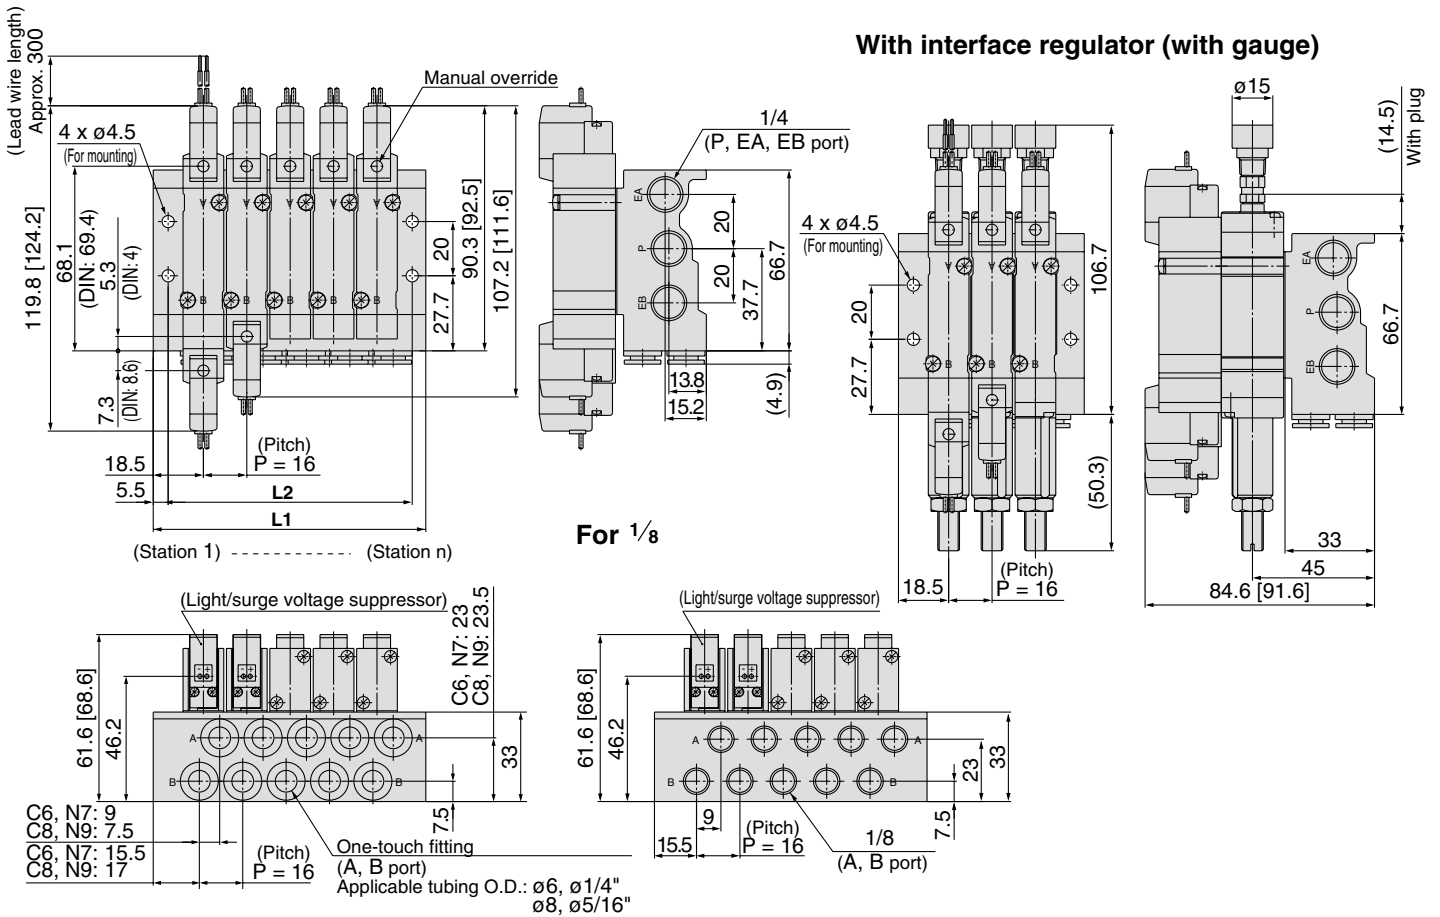 With interface regulator (with gauge)
(Lead wire length)
Approx. 300
Manual override
4 x ø4.5
(For mounting)
119.8 [124.2]
68.1
(DIN: 69.4)
5.3
(DIN: 4)
7.3
(DIN: 8.6)
V V V V V
B B B B B
20
27.7
90.3 [92.5]
107.2 [111.6]
18.5
(Pitch)
P = 16
5.5
L2
L1
(Station 1) (Station n)
1/4
(P, EA, EB port)
EA
P
EB
20
20
37.7
66.7
13.8
15.2
(4.9)
4 x ø4.5
(For mounting)
20
27.7
V V V
B B B
106.7
(50.3)
18.5
(Pitch)
P = 16
ø15
(14.5)
With plug
EA
P
EB
66.7
33
45
84.6 [91.6]
For 1/8
(Light/surge voltage suppressor)
C6, N7: 23
C8, N9: 23.5
61.6 [68.6]
46.2
A A
B B
33
7.5
C6, N7: 9
C8, N9: 7.5
C6, N7: 15.5
C8, N9: 17
(Pitch)
P = 16
One-touch fitting
(A, B port)
Applicable tubing O.D.: ø6, ø1/4"
ø8, ø5/16"
(Light/surge voltage suppressor)
61.6 [68.6]
46.2
A A
B B
23
33
7.5
9
15.5
(Pitch)
P = 16
1/8
(A, B port)